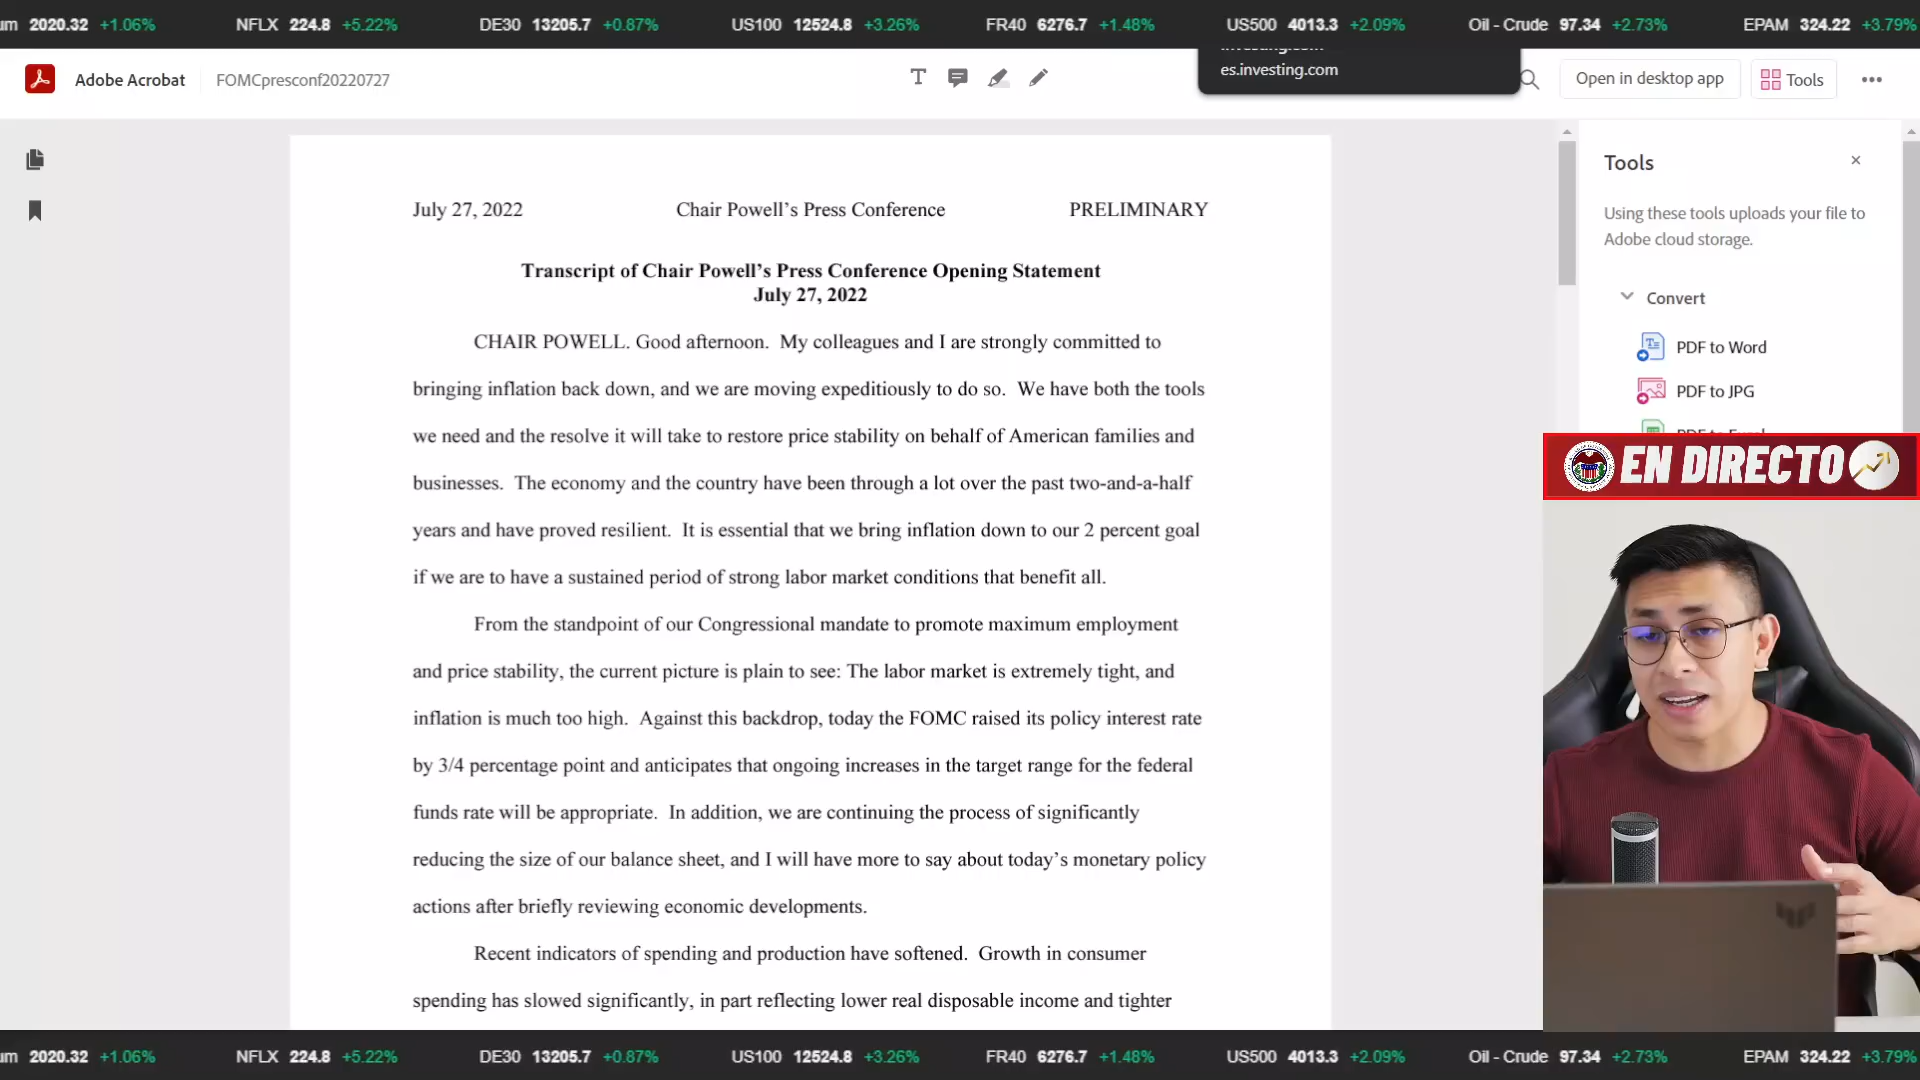 um 2020.32 +1.06% NFLX 224.8 +5.22% DE30 13205.7 +0.87% US100 12524.8 +3.26% FR40 6276.7 +1.48% US500 4013.3 +2.09% Oil - Crude 97.34 +2.73% EPAM 324.22 +3.79%
investing.com
es.investing.com
Adobe Acrobat FOMCpresconf20220727
Open in desktop app
Tools
July 27, 2022 Chair Powell’s Press Conference PRELIMINARY
Transcript of Chair Powell’s Press Conference Opening Statement
July 27, 2022
CHAIR POWELL. Good afternoon. My colleagues and I are strongly committed to
bringing inflation back down, and we are moving expeditiously to do so. We have both the tools
we need and the resolve it will take to restore price stability on behalf of American families and
businesses. The economy and the country have been through a lot over the past two-and-a-half
years and have proved resilient. It is essential that we bring inflation down to our 2 percent goal
if we are to have a sustained period of strong labor market conditions that benefit all.
From the standpoint of our Congressional mandate to promote maximum employment
and price stability, the current picture is plain to see: The labor market is extremely tight, and
inflation is much too high. Against this backdrop, today the FOMC raised its policy interest rate
by 3/4 percentage point and anticipates that ongoing increases in the target range for the federal
funds rate will be appropriate. In addition, we are continuing the process of significantly
reducing the size of our balance sheet, and I will have more to say about today’s monetary policy
actions after briefly reviewing economic developments.
Recent indicators of spending and production have softened. Growth in consumer
spending has slowed significantly, in part reflecting lower real disposable income and tighter
Tools
Using these tools uploads your file to
Adobe cloud storage.
Convert
PDF to Word
PDF to JPG
PDF to Excel
EN DIRECTO
um 2020.32 +1.06% NFLX 224.8 +5.22% DE30 13205.7 +0.87% US100 12524.8 +3.26% FR40 6276.7 +1.48% US500 4013.3 +2.09% Oil - Crude 97.34 +2.73% EPAM 324.22 +3.79%